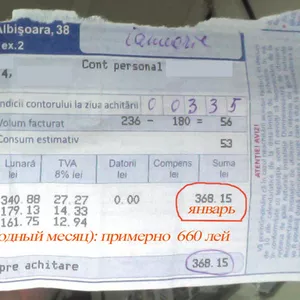 Albişoara, 38
ex.2
ianuarie
Cont personal
4,
ndicii contorului la ziua achitării 0 0 3 3 5
Volum facturat 236 - 180 = 56
Consum estimativ 53
ATENŢIE! AVIZ!
Lunară lei TVA 8% lei Datorii lei Compens lei Suma lei
340.88 27.27 0.00 368.15
179.13 14.33 январь
161.75 12.94
одный месяц): примерно 660 лей
pre achitare 368.15